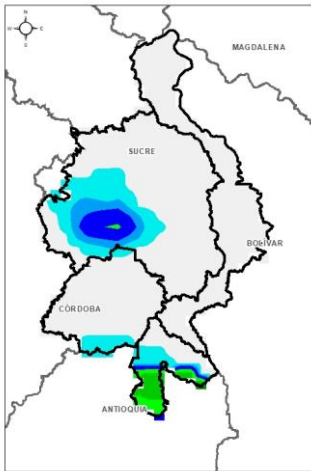 N
W E
S
MAGDALENA
SUCRE
BOLÍVAR
CÓRDOBA
ANTIOQUIA